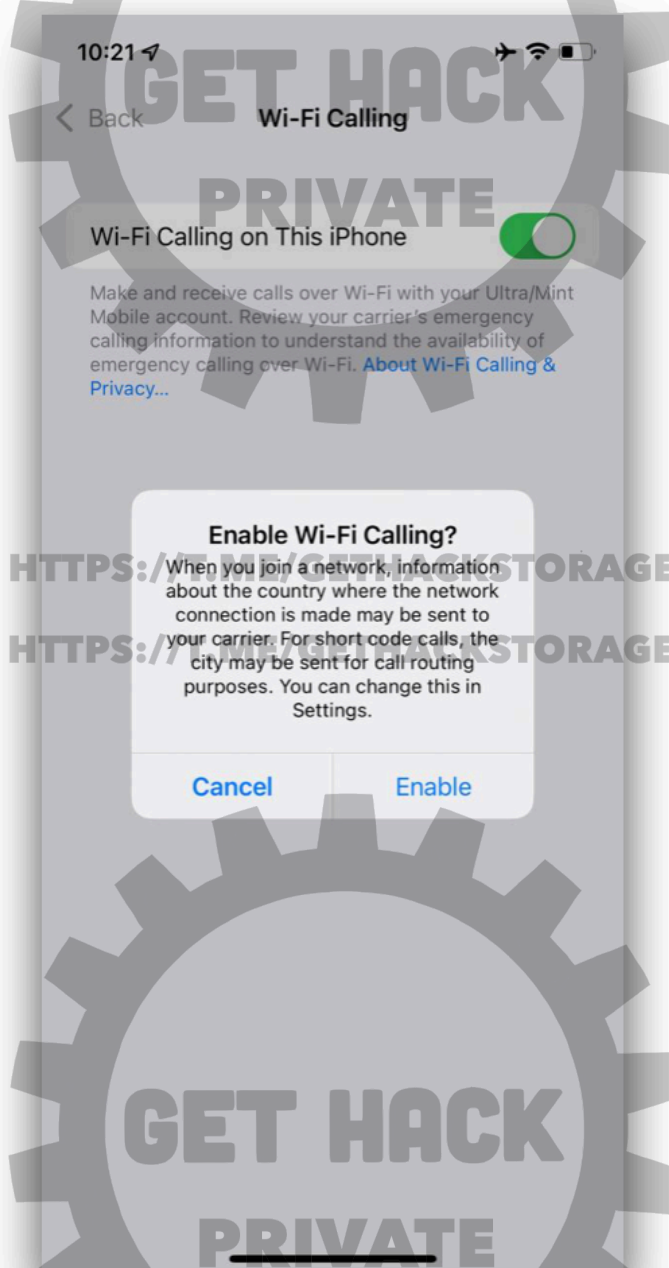 10:21
GET HACK
Back
Wi-Fi Calling
PRIVATE
Wi-Fi Calling on This iPhone
Make and receive calls over Wi-Fi with your Ultra/Mint
Mobile account. Review your carrier's emergency
calling information to understand the availability of
emergency calling over Wi-Fi. About Wi-Fi Calling &
Privacy...
Enable Wi-Fi Calling?
HTTPS://T.ME/GETHACKSTORAGE
When you join a network, information
about the country where the network
connection is made may be sent to
your carrier. For short code calls, the
HTTPS://T.ME/GETHACKSTORAGE
city may be sent for call routing
purposes. You can change this in
Settings.
Cancel
Enable
GET HACK
PRIVATE